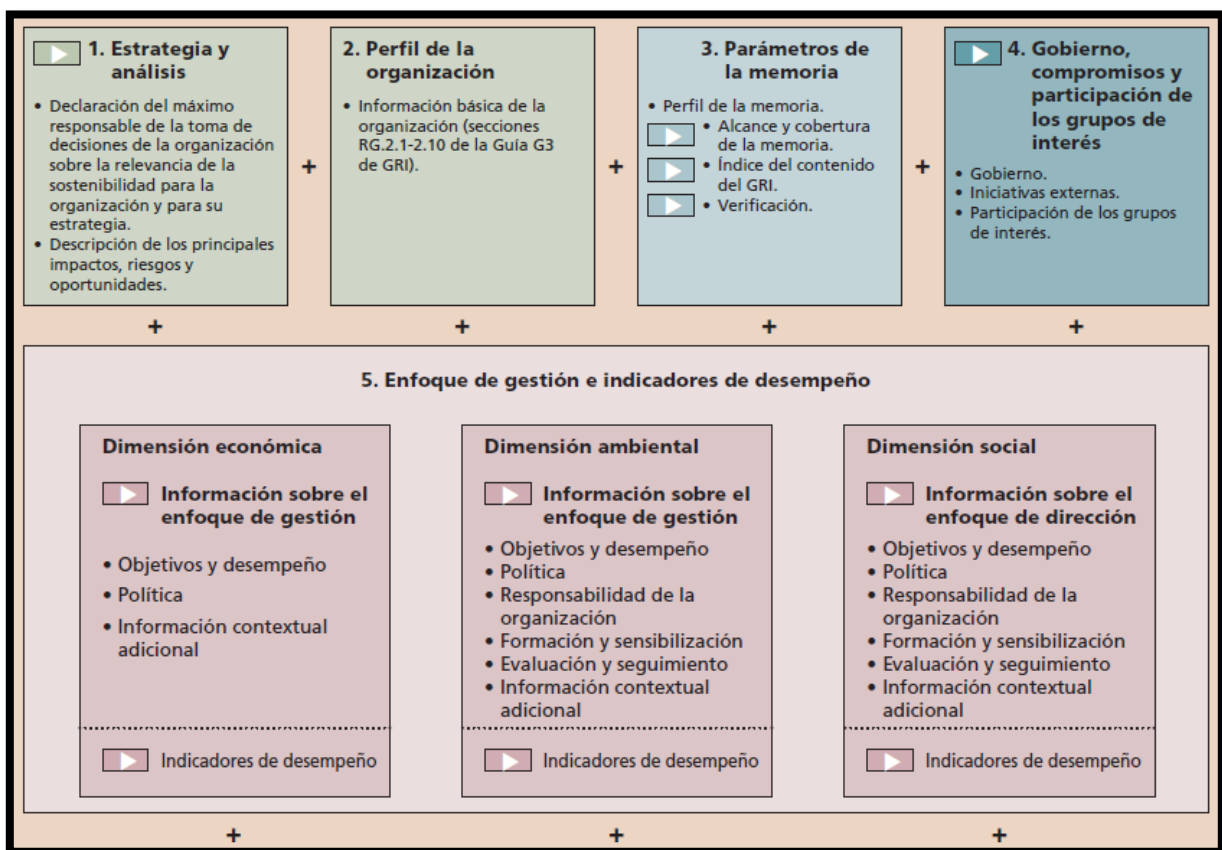 1. Estrategia y
análisis
• Declaración del máximo
responsable de la toma de
decisiones de la organización
sobre la relevancia de la
sostenibilidad para la
organización y para su
estrategia.
• Descripción de los principales
impactos, riesgos y
oportunidades.
+
2. Perfil de la
organización
• Información básica de la
organización (secciones
RG.2.1-2.10 de la Guía G3
de GRI).
+
3. Parámetros de
la memoria
• Perfil de la memoria.
• Alcance y cobertura
de la memoria.
• Índice del contenido
del GRI.
• Verificación.
+
4. Gobierno,
compromisos y
participación de
los grupos de
interés
• Gobierno.
• Iniciativas externas.
• Participación de los grupos
de interés.
+ + + +
5. Enfoque de gestión e indicadores de desempeño
Dimensión económica
Información sobre el
enfoque de gestión
• Objetivos y desempeño
• Política
• Información contextual
adicional
Indicadores de desempeño
Dimensión ambiental
Información sobre el
enfoque de gestión
• Objetivos y desempeño
• Política
• Responsabilidad de la
organización
• Formación y sensibilización
• Evaluación y seguimiento
• Información contextual
adicional
Indicadores de desempeño
Dimensión social
Información sobre el
enfoque de dirección
• Objetivos y desempeño
• Política
• Responsabilidad de la
organización
• Formación y sensibilización
• Evaluación y seguimiento
• Información contextual
adicional
Indicadores de desempeño
+ + +